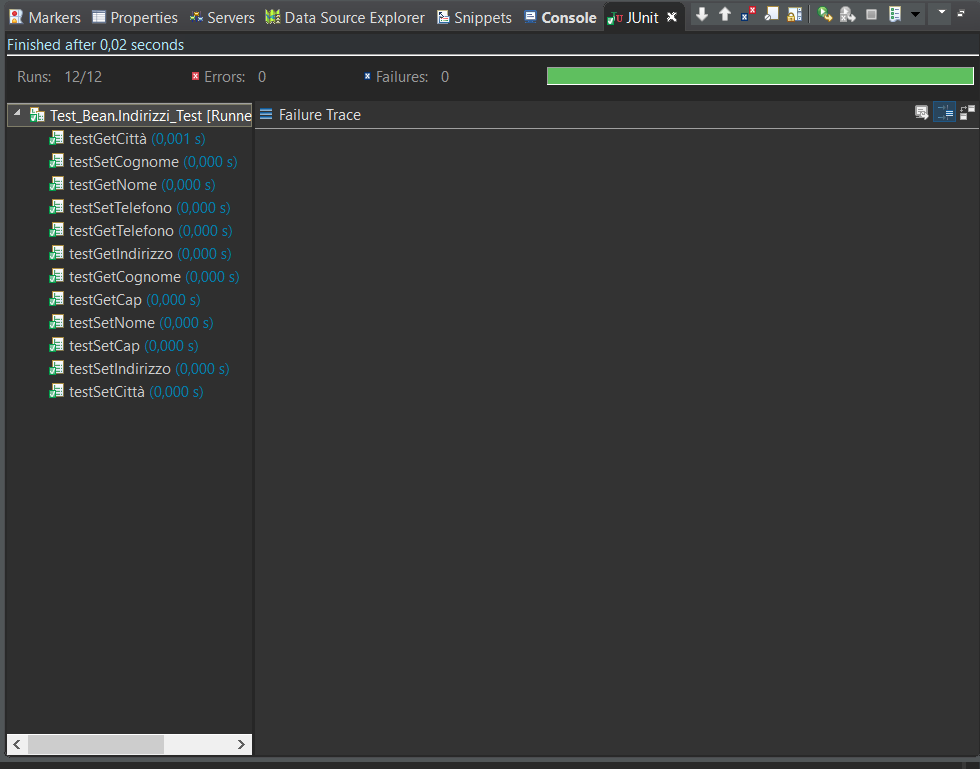 Markers Properties Servers Data Source Explorer Snippets Console JUnit
Finished after 0,02 seconds
Runs: 12/12 Errors: 0 Failures: 0
Test_Bean.Indirizzi_Test [Runne
Failure Trace
testGetCittà (0,001 s)
testSetCognome (0,000 s)
testGetNome (0,000 s)
testSetTelefono (0,000 s)
testGetTelefono (0,000 s)
testGetIndirizzo (0,000 s)
testGetCognome (0,000 s)
testGetCap (0,000 s)
testSetNome (0,000 s)
testSetCap (0,000 s)
testSetIndirizzo (0,000 s)
testSetCittà (0,000 s)